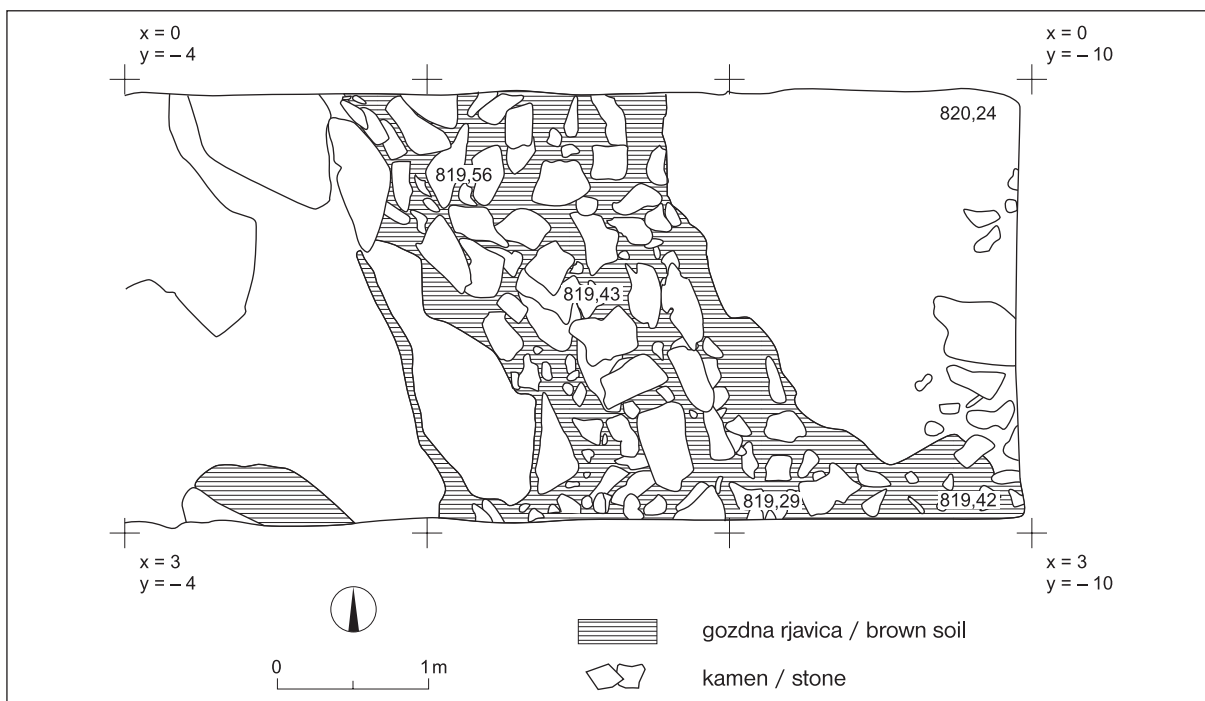 x = 0
y = – 4
x = 0
y = – 10
820,24
819,56
819,43
819,29
819,42
x = 3
y = – 4
x = 3
y = – 10
gozdna rjavica / brown soil
0 1 m
kamen / stone